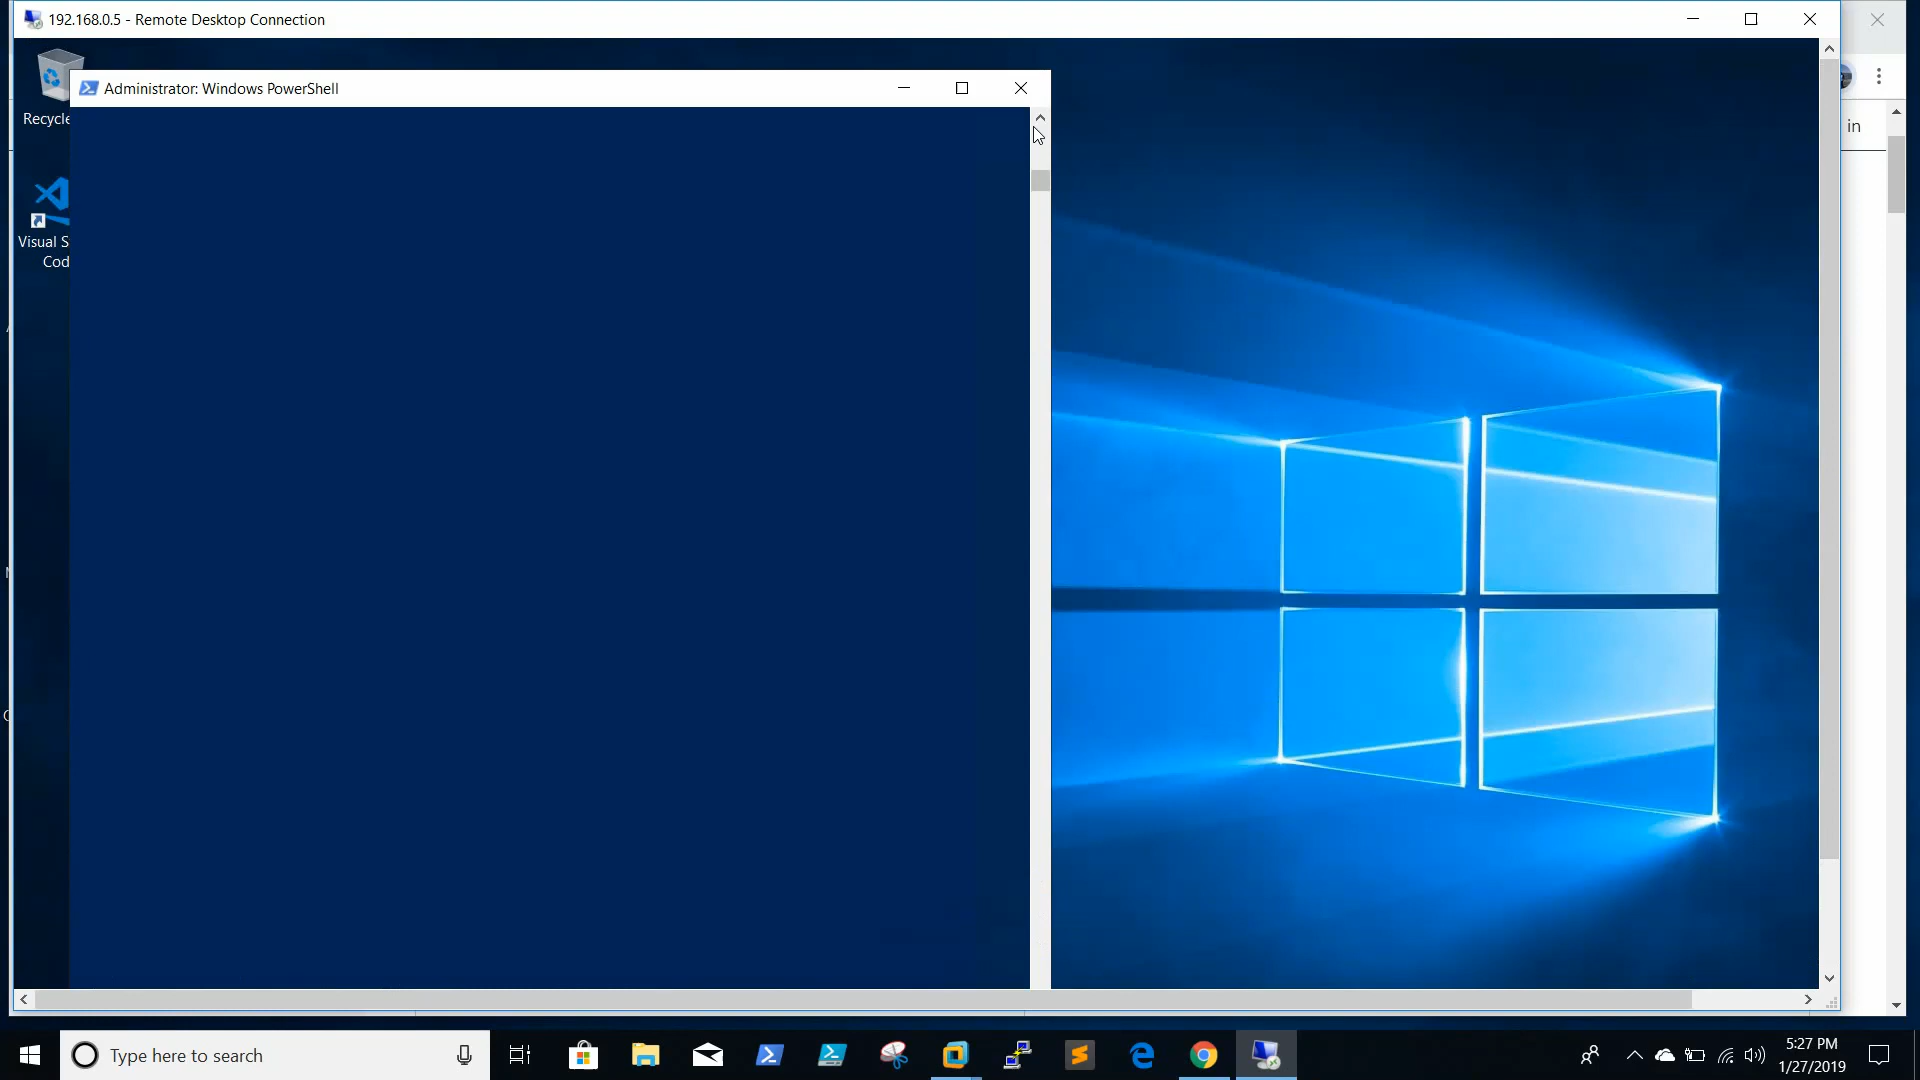 192.168.0.5 - Remote Desktop Connection
Administrator: Windows PowerShell
Recycle
in
Visual S
Cod
Type here to search
5:27 PM
1/27/2019